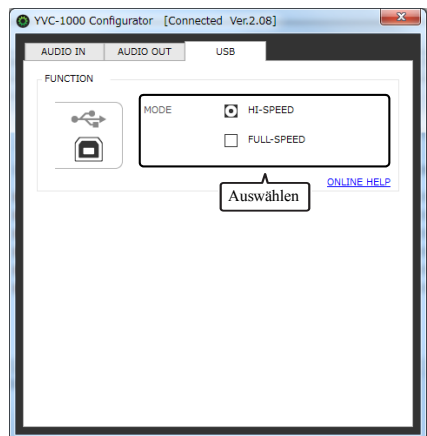 YYC-1000 Configurator [Connected Ver.2.08]
AUDIO IN AUDIO OUT USB
FUNCTION
MODE HI-SPEED
FULL-SPEED
ONLINE HELP
Auswählen